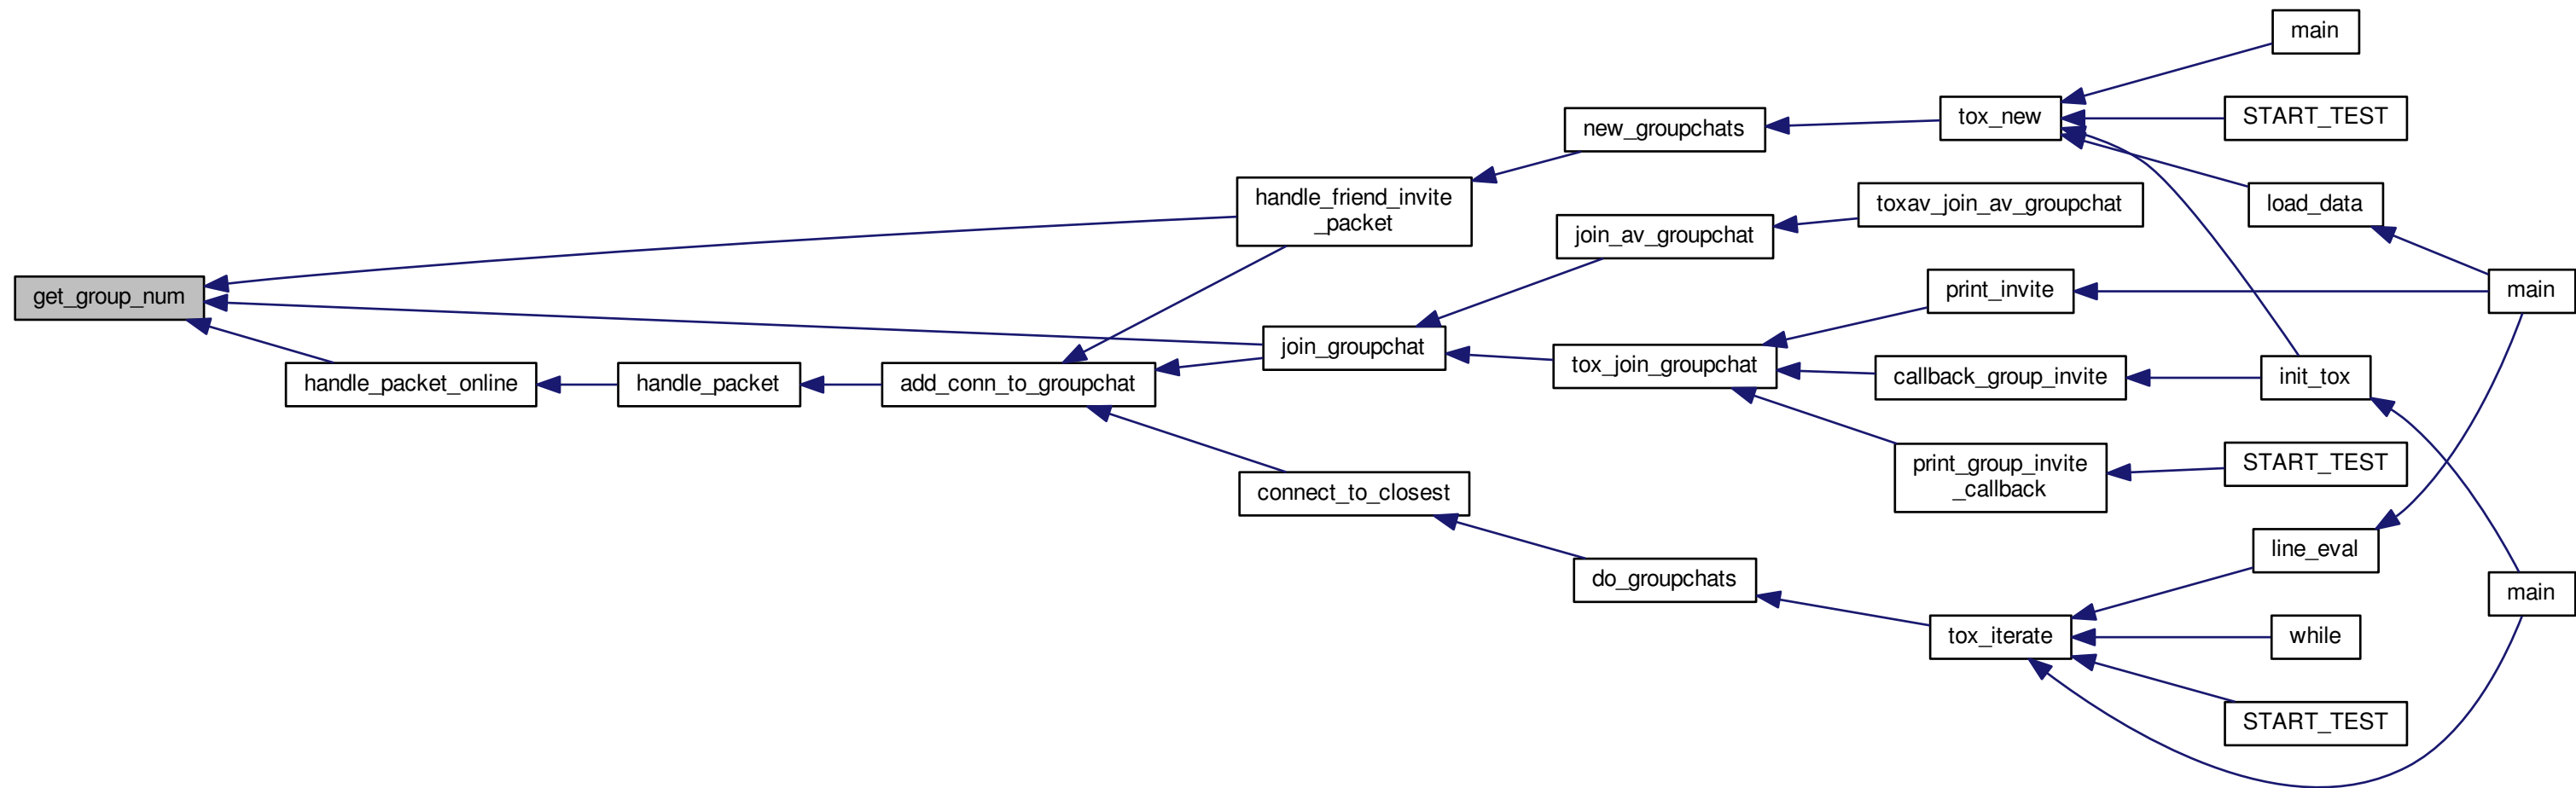 main
tox_new
START_TEST
new_groupchats
handle_friend_invite
_packet
toxav_join_av_groupchat
load_data
join_av_groupchat
get_group_num
print_invite
main
join_groupchat
tox_join_groupchat
handle_packet_online
handle_packet
add_conn_to_groupchat
callback_group_invite
init_tox
print_group_invite
_callback
START_TEST
connect_to_closest
line_eval
do_groupchats
main
tox_iterate
while
START_TEST